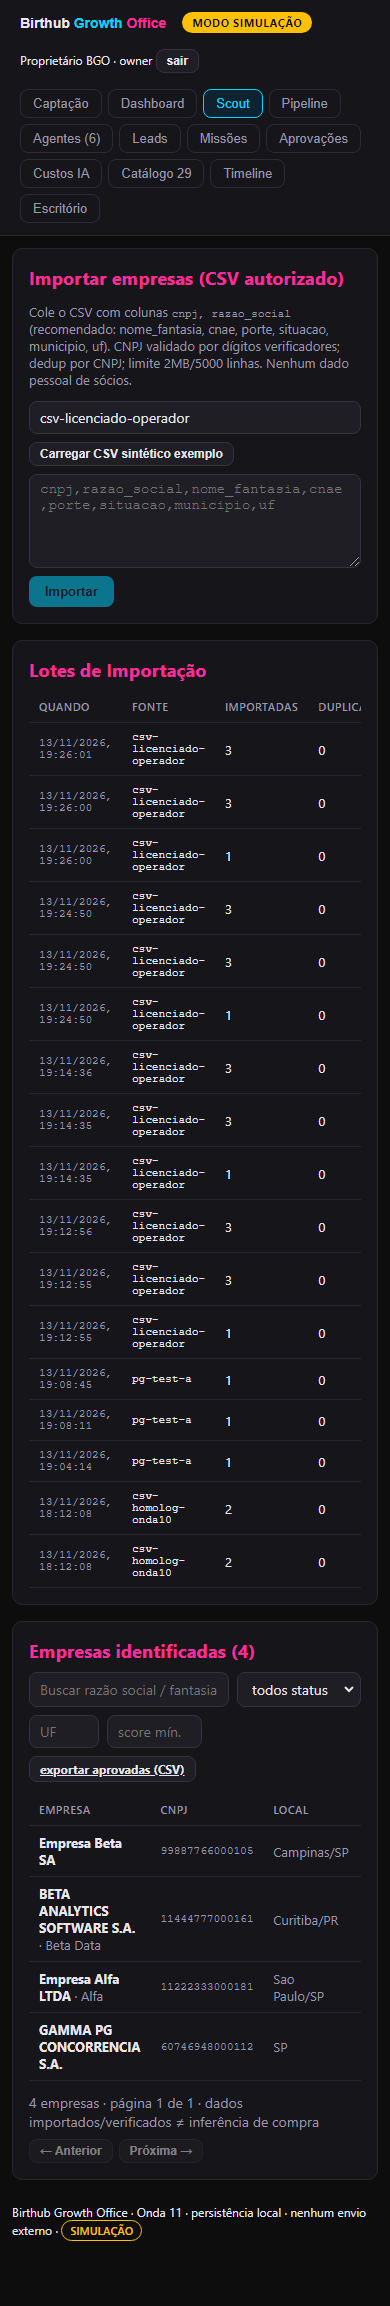 Birthub Growth Office MODO SIMULAÇÃO
Proprietário BGO · owner sair
Captação Dashboard Scout Pipeline
Agentes (6) Leads Missões Aprovações
Custos IA Catálogo 29 Timeline
Escritório
Importar empresas (CSV autorizado)
Cole o CSV com colunas cnpj, razao_social
(recomendado: nome_fantasia, cnae, porte, situacao,
municipio, uf). CNPJ validado por dígitos verificadores;
dedup por CNPJ; limite 2MB/5000 linhas. Nenhum dado
pessoal de sócios.
csv-licenciado-operador
Carregar CSV sintético exemplo
cnpj,razao_social,nome_fantasia,cnae
,porte,situacao,municipio,uf
Importar
Lotes de Importação
QUANDO FONTE IMPORTADAS DUPLICA
13/11/2026, 19:26:01 csv-licenciado-operador 3 0
13/11/2026, 19:26:00 csv-licenciado-operador 3 0
13/11/2026, 19:26:00 csv-licenciado-operador 1 0
13/11/2026, 19:24:50 csv-licenciado-operador 3 0
13/11/2026, 19:24:50 csv-licenciado-operador 3 0
13/11/2026, 19:24:50 csv-licenciado-operador 1 0
13/11/2026, 19:14:36 csv-licenciado-operador 3 0
13/11/2026, 19:14:35 csv-licenciado-operador 3 0
13/11/2026, 19:14:35 csv-licenciado-operador 1 0
13/11/2026, 19:12:56 csv-licenciado-operador 3 0
13/11/2026, 19:12:55 csv-licenciado-operador 3 0
13/11/2026, 19:12:55 csv-licenciado-operador 1 0
13/11/2026, 19:08:45 pg-test-a 1 0
13/11/2026, 19:08:11 pg-test-a 1 0
13/11/2026, 19:04:14 pg-test-a 1 0
13/11/2026, 18:12:08 csv-homolog-onda10 2 0
13/11/2026, 18:12:08 csv-homolog-onda10 2 0
Empresas identificadas (4)
Buscar razão social / fantasia todos status
UF score mín.
exportar aprovadas (CSV)
EMPRESA CNPJ LOCAL
Empresa Beta SA 99887766000105 Campinas/SP
BETA ANALYTICS SOFTWARE S.A. · Beta Data 11444777000161 Curitiba/PR
Empresa Alfa LTDA · Alfa 11222333000181 Sao Paulo/SP
GAMMA PG CONCORRENCIA S.A. 60746948000112 SP
4 empresas · página 1 de 1 · dados
importados/verificados ≠ inferência de compra
← Anterior Próxima →
Birthub Growth Office · Onda 11 · persistência local · nenhum envio
externo · SIMULAÇÃO